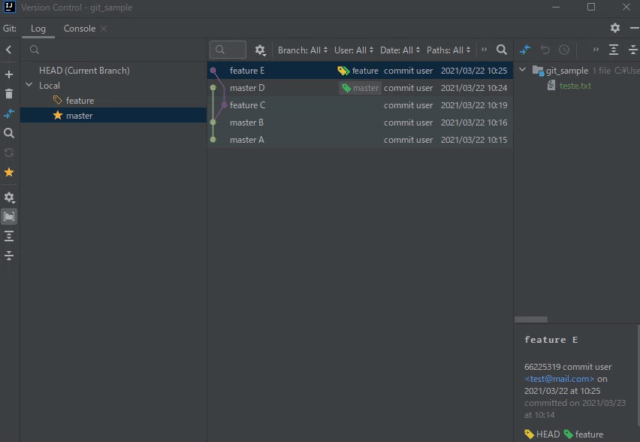 Version Control - git_sample
Git: Log Console
Branch: All User: All Date: All Paths: All
HEAD (Current Branch)
Local
feature
master
feature E feature commit user 2021/03/22 10:25
master D master commit user 2021/03/22 10:24
feature C commit user 2021/03/22 10:19
master B commit user 2021/03/22 10:16
master A commit user 2021/03/22 10:15
git_sample 1 file C:¥Use
teste.txt
feature E
66225319 commit user
<test@mail.com> on
2021/03/22 at 10:25
committed on 2021/03/23
at 10:14
HEAD feature